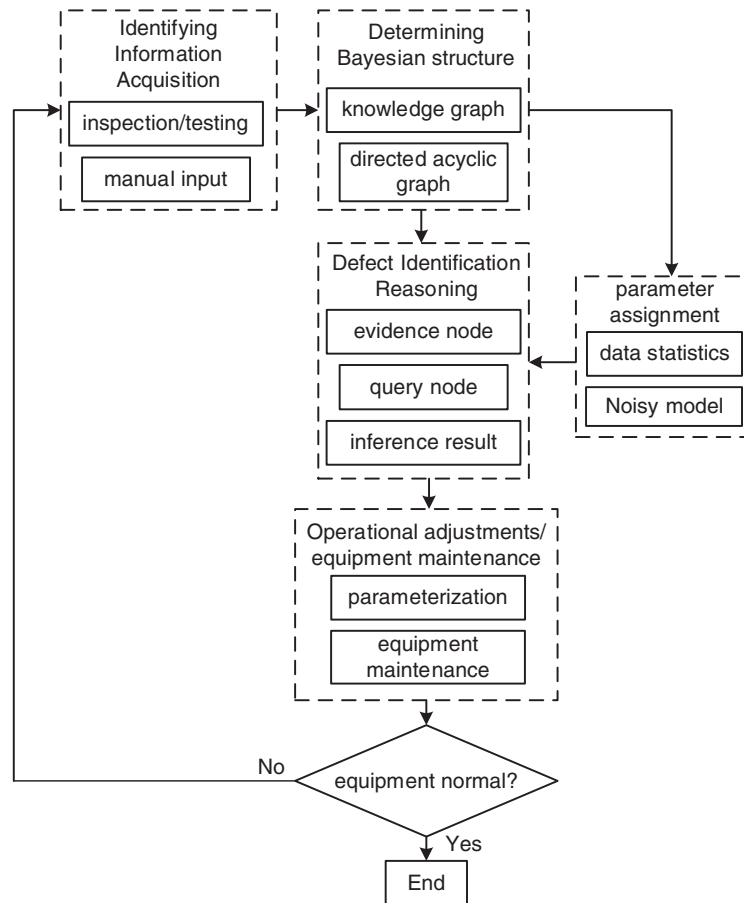 Identifying
Information
Acquisition
inspection/testing
manual input
Determining
Bayesian structure
knowledge graph
directed acyclic
graph
Defect Identification
Reasoning
evidence node
query node
inference result
parameter
assignment
data statistics
Noisy model
Operational adjustments/
equipment maintenance
parameterization
equipment
maintenance
equipment normal?
No
Yes
End